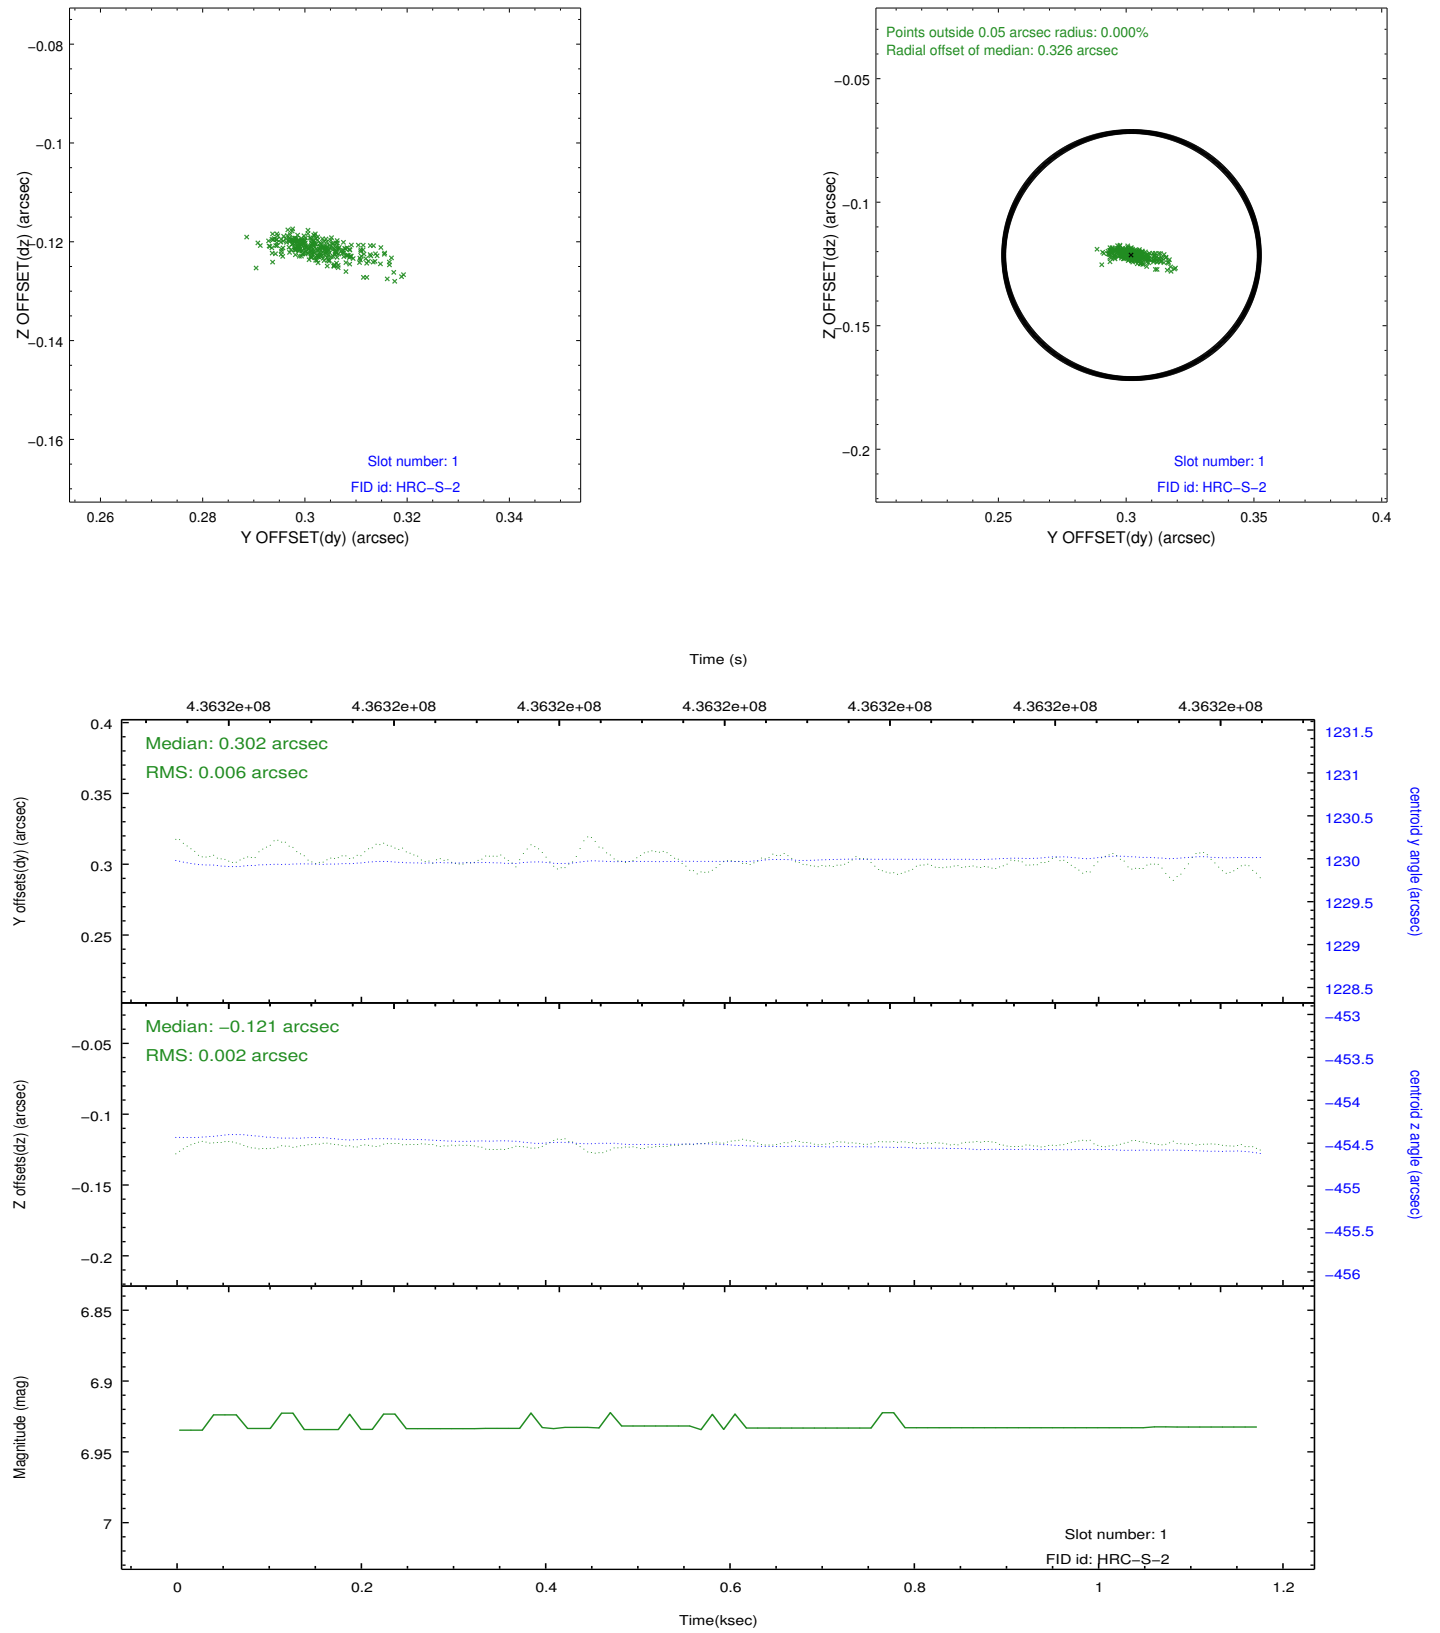 −0.08
−0.1
−0.12
−0.14
−0.16
Z OFFSET(dz) (arcsec)
Slot number: 1
FID id: HRC−S−2
0.26
0.28
0.3
0.32
0.34
Y OFFSET(dy) (arcsec)
Points outside 0.05 arcsec radius: 0.000%
Radial offset of median: 0.326 arcsec
−0.05
−0.1
−0.15
−0.2
Z OFFSET(dz) (arcsec)
Slot number: 1
FID id: HRC−S−2
0.25
0.3
0.35
0.4
Y OFFSET(dy) (arcsec)
Time (s)
4.3632e+08
4.3632e+08
4.3632e+08
4.3632e+08
4.3632e+08
4.3632e+08
4.3632e+08
Median: 0.302 arcsec
RMS: 0.006 arcsec
0.4
0.35
0.3
0.25
Y offsets(dy) (arcsec)
1231.5
1231
1230.5
1230
1229.5
1229
1228.5
centroid y angle (arcsec)
Median: −0.121 arcsec
RMS: 0.002 arcsec
−0.05
−0.1
−0.15
−0.2
Z offsets(dz) (arcsec)
−453
−453.5
−454
−454.5
−455
−455.5
−456
centroid z angle (arcsec)
6.85
6.9
6.95
7
Magnitude (mag)
Slot number: 1
FID id: HRC−S−2
0
0.2
0.4
0.6
0.8
1
1.2
Time(ksec)